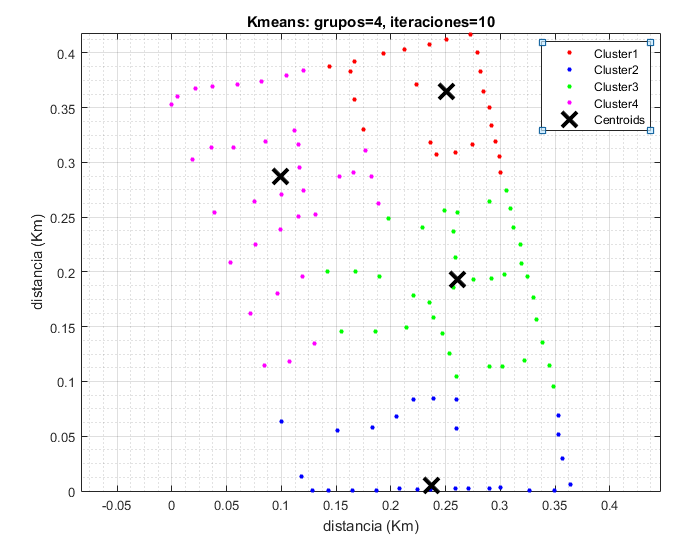 Kmeans: grupos=4, iteraciones=10
Cluster1
Cluster2
Cluster3
Cluster4
Centroids
distancia (Km)
0.4
0.35
0.3
0.25
0.2
0.15
0.1
0.05
0
-0.05 0 0.05 0.1 0.15 0.2 0.25 0.3 0.35 0.4
distancia (Km)